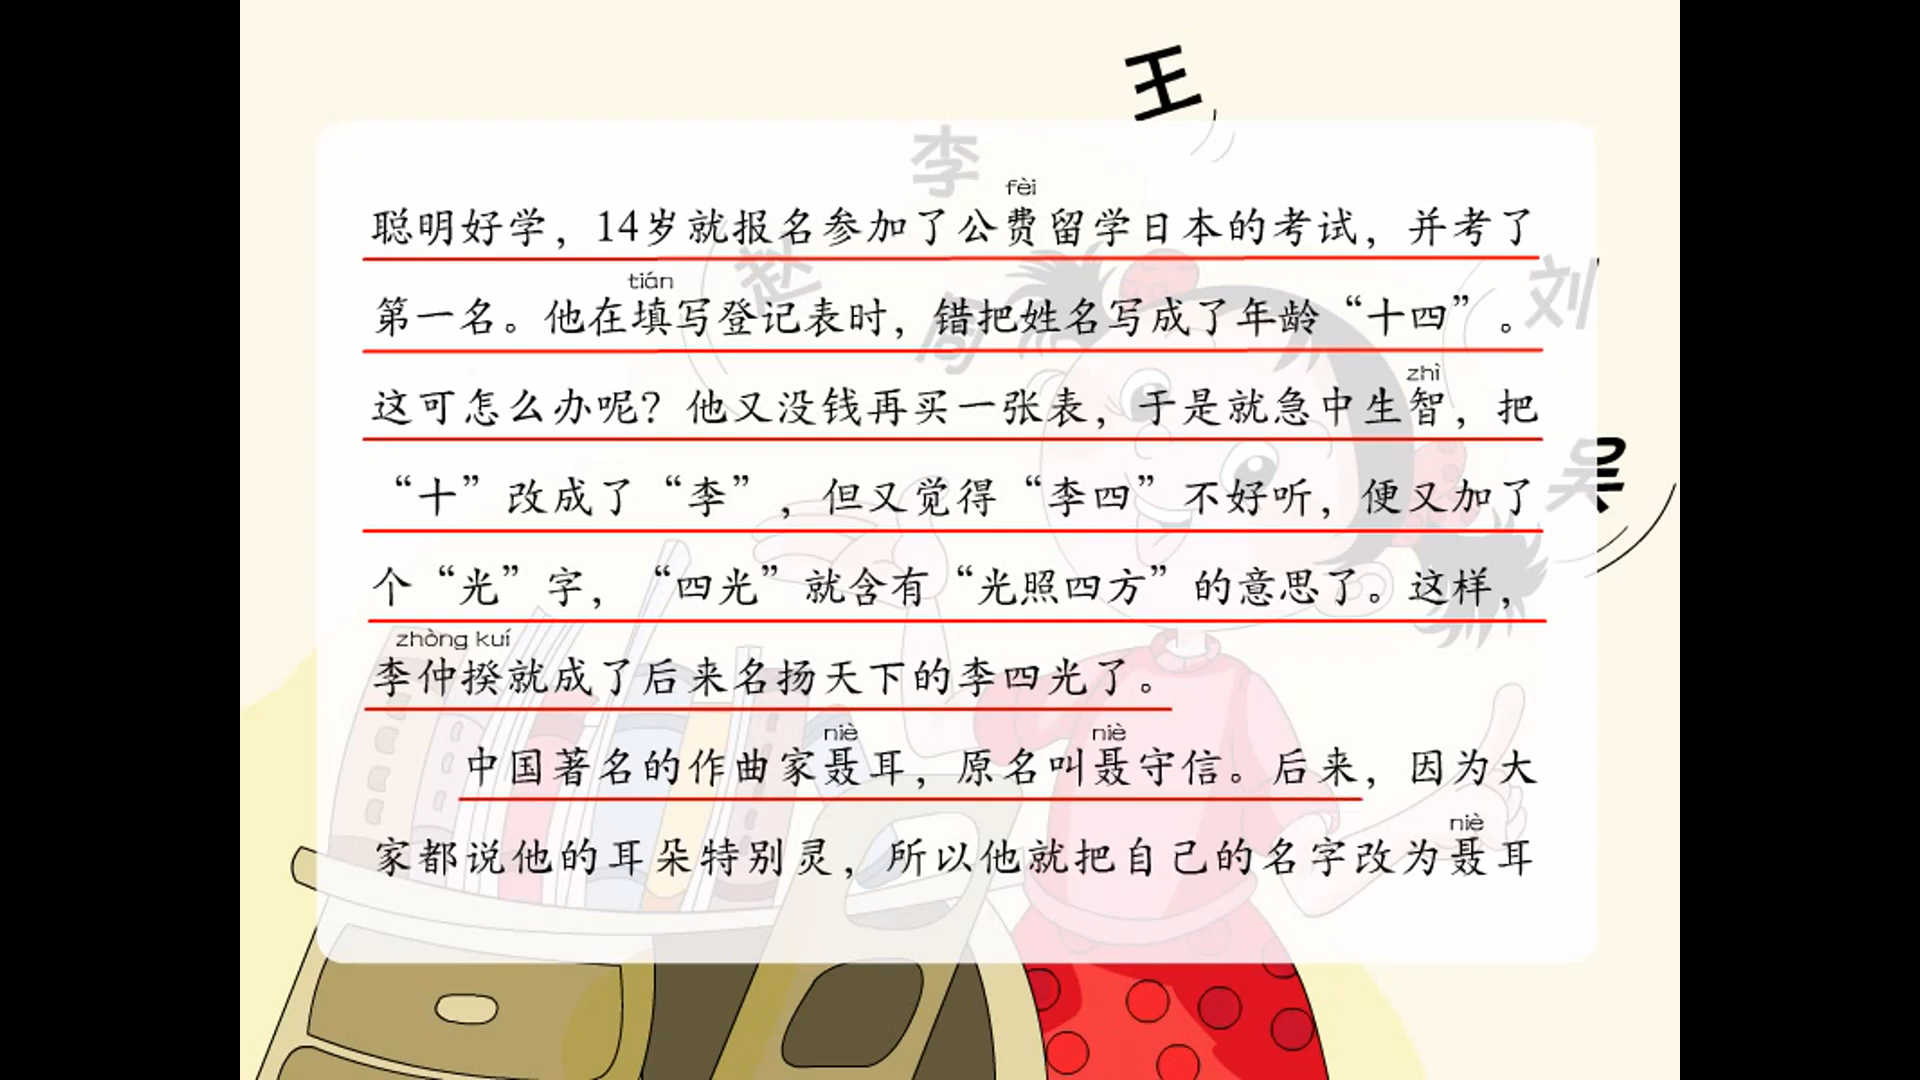 王
李
fèi
聪明好学，14岁就报名参加了公费留学日本的考试，并考了
赵
刘
tián
第一名。他在填写登记表时，错把姓名写成了年龄“十四”。
周
zhì
这可怎么办呢？他又没钱再买一张表，于是就急中生智，把
吴
“十”改成了“李”，但又觉得“李四”不好听，便又加了
个“光”字，“四光”就含有“光照四方”的意思了。这样，
zhòng kuí
李仲揆就成了后来名扬天下的李四光了。
niè niè
中国著名的作曲家聂耳，原名叫聂守信。后来，因为大
niè
家都说他的耳朵特别灵，所以他就把自己的名字改为聂耳